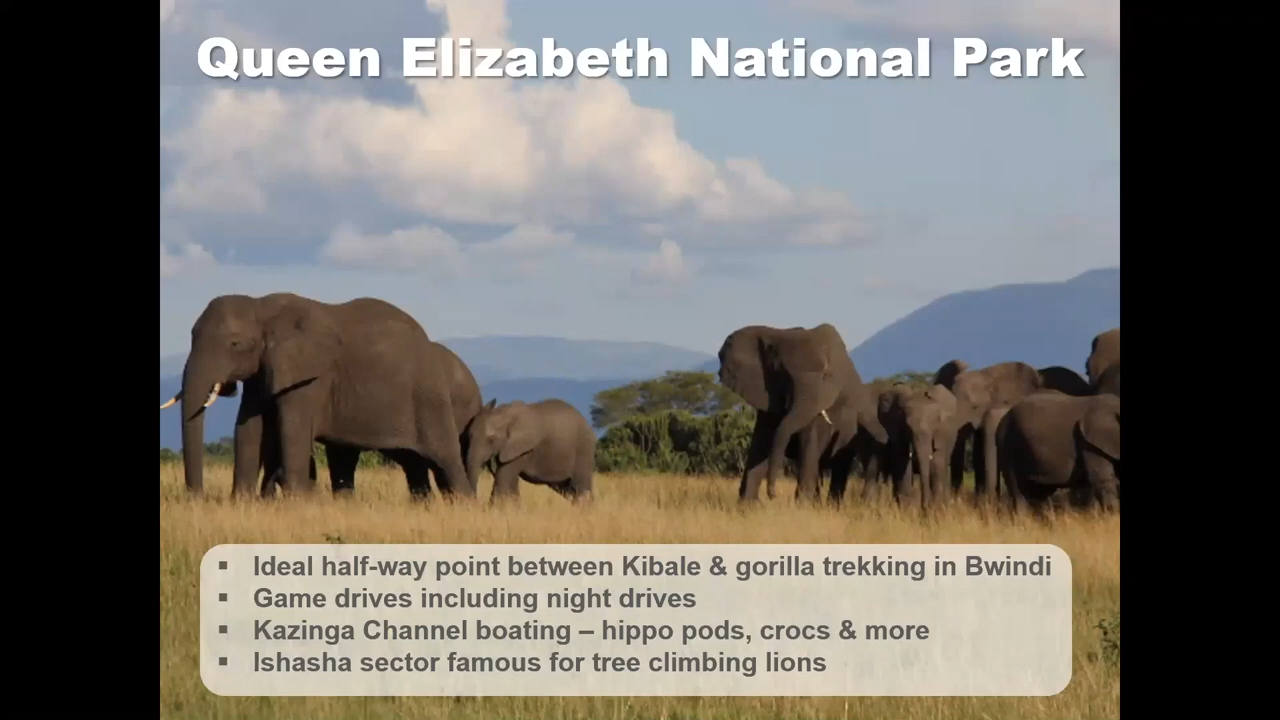 Queen Elizabeth National Park
▪ Ideal half-way point between Kibale & gorilla trekking in Bwindi
▪ Game drives including night drives
▪ Kazinga Channel boating – hippo pods, crocs & more
▪ Ishasha sector famous for tree climbing lions